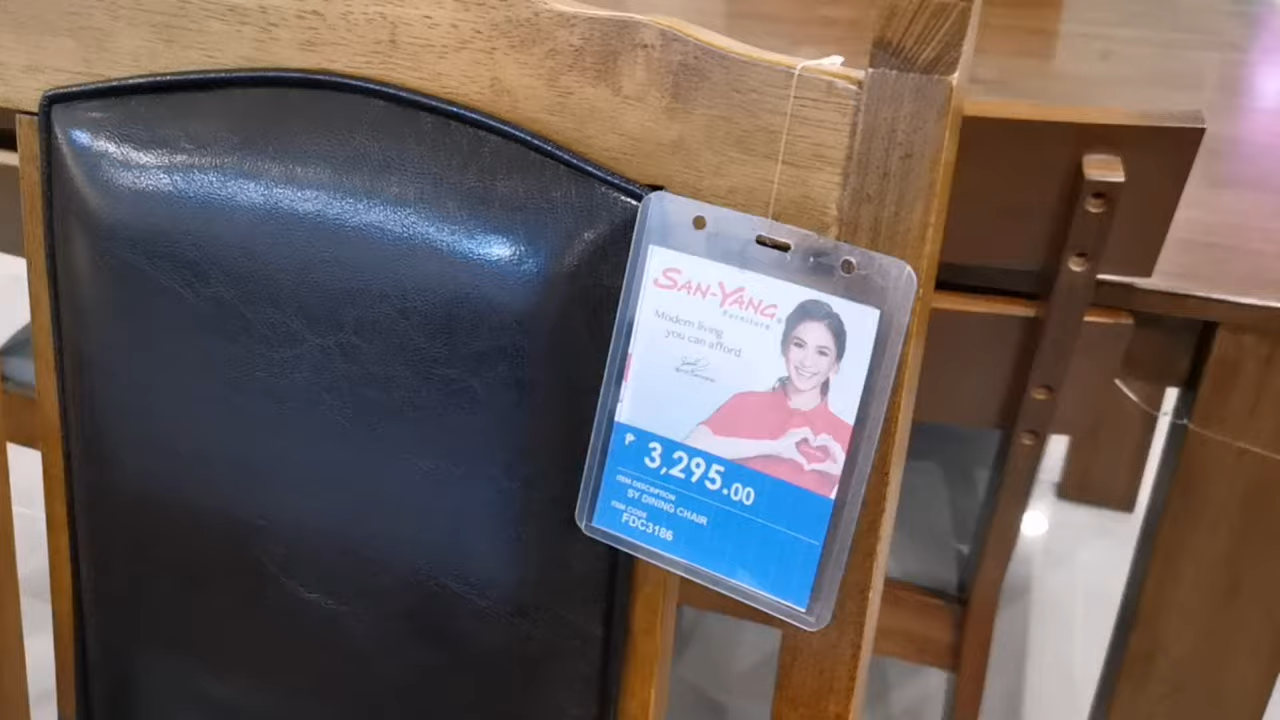 SAN-YANG®
Furniture
Modern living
you can afford
₱ 3,295.00
ITEM DESCRIPTION
SY DINING CHAIR
ITEM CODE
FDC3186